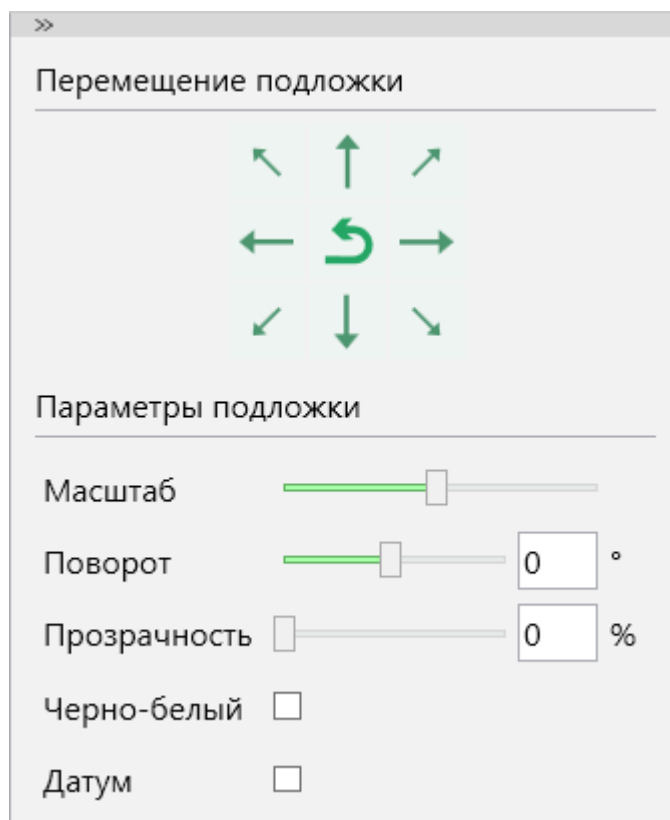 »
Перемещение подложки
Параметры подложки
Масштаб
Поворот 0 °
Прозрачность 0 %
Черно-белый
Датум